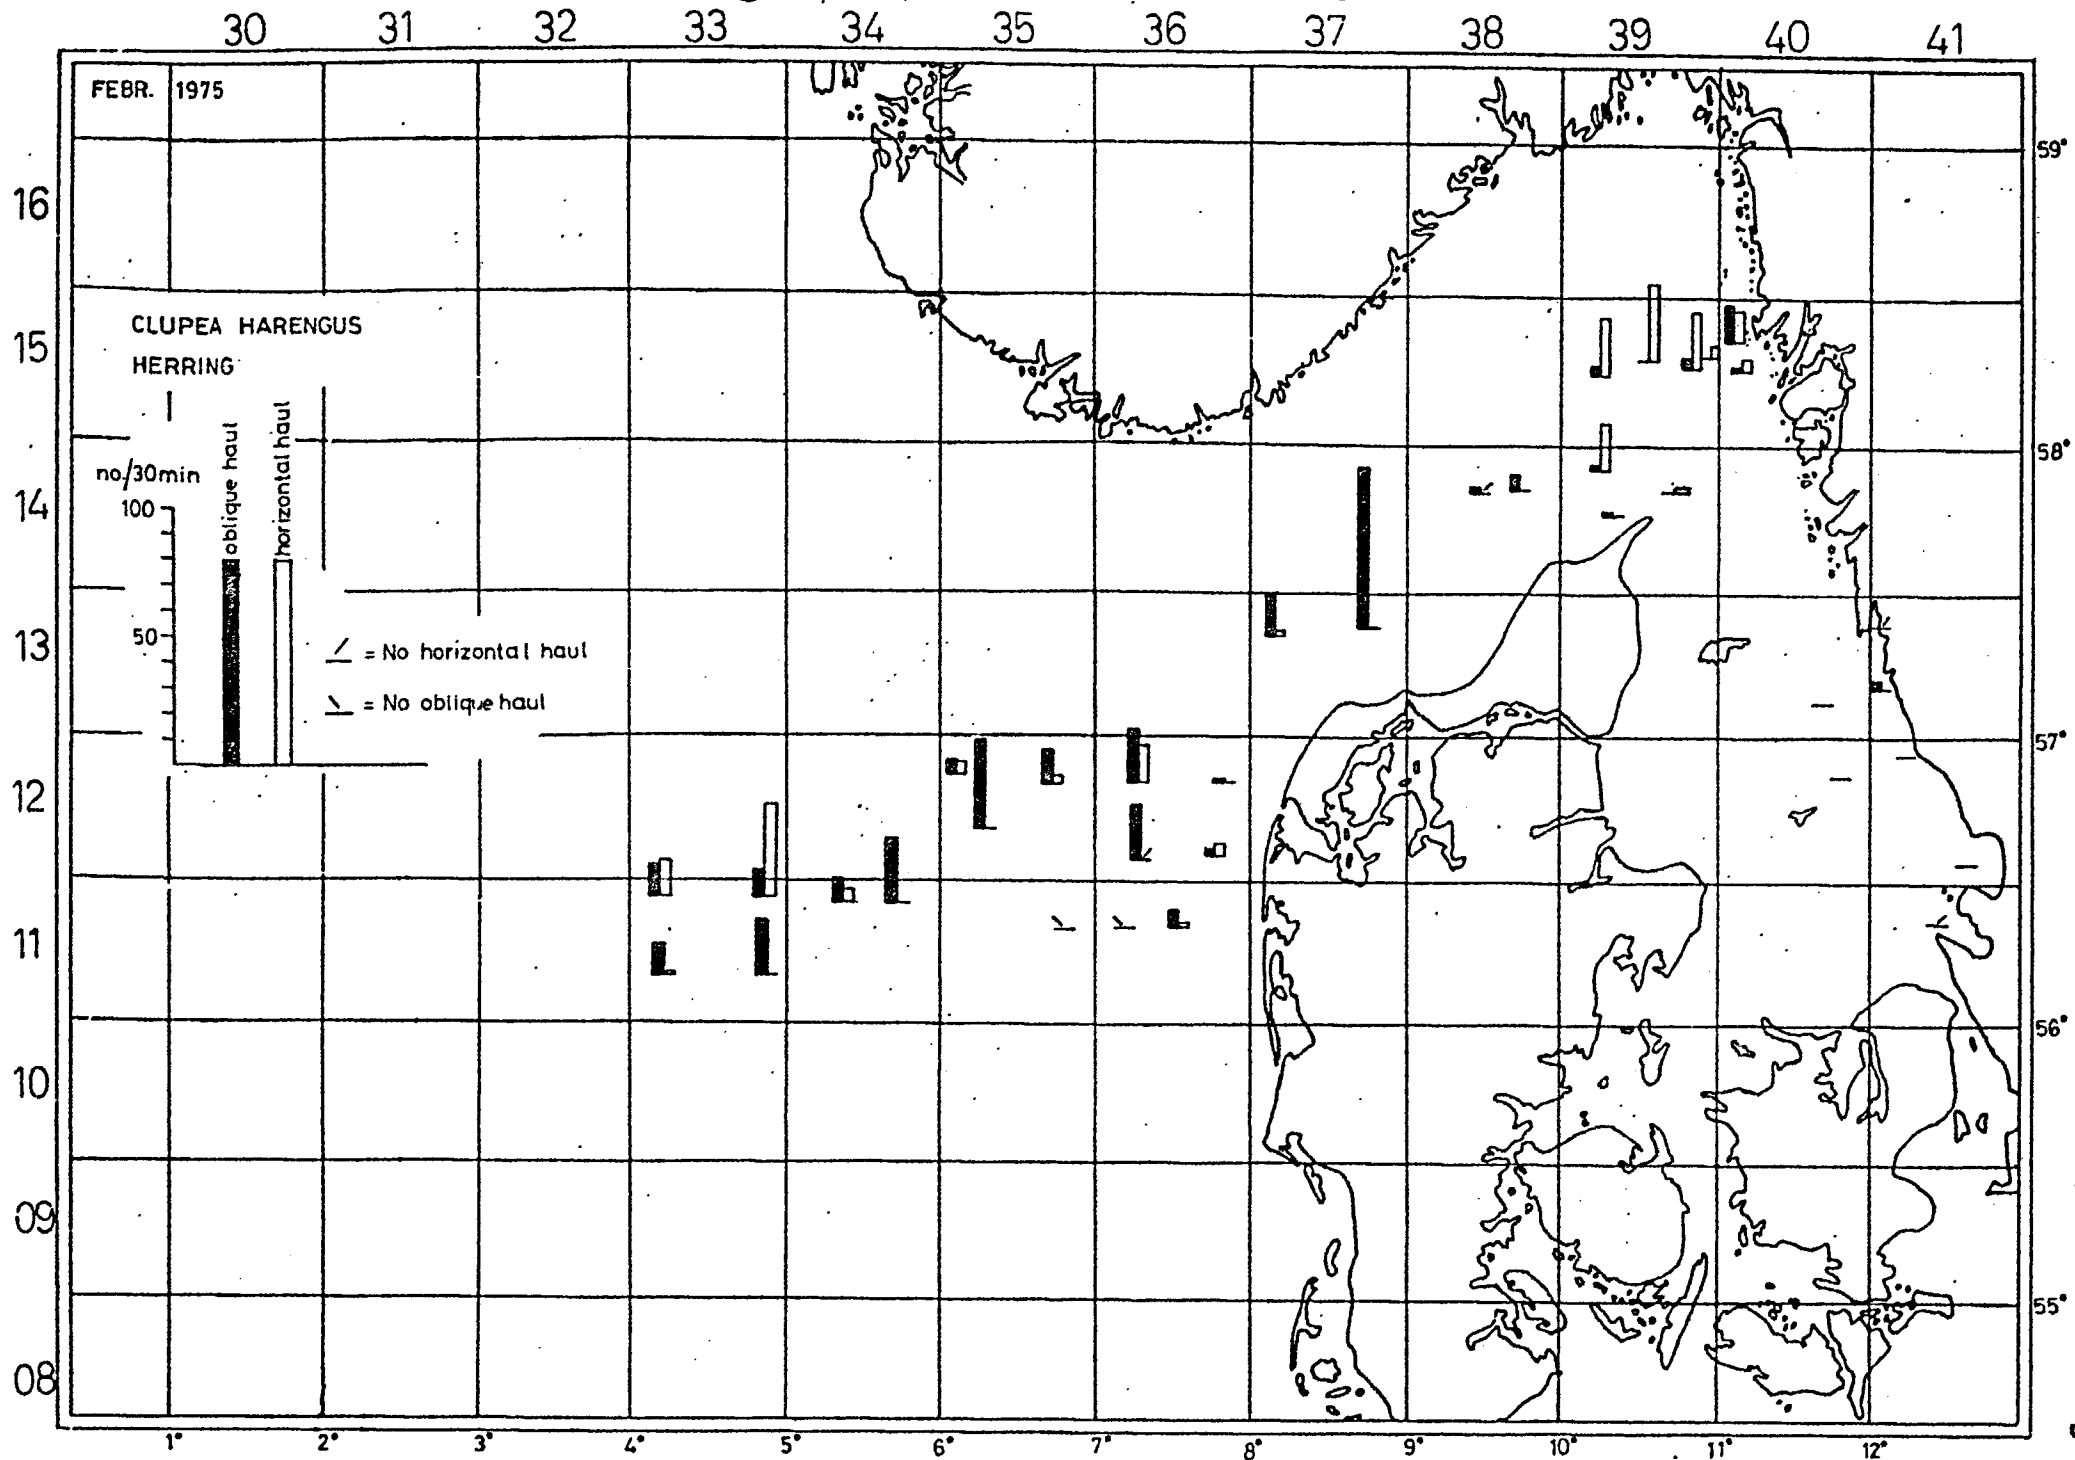 30 31 32 33 34 35 36 37 38 39 40 41
FEBR. 1975
59°
16
CLUPEA HARENGUS
HERRING
15
oblique haul
horizontal haul
58°
no./30min
100
14
50
13
∠ = No horizontal haul
= No oblique haul
57°
12
11
56°
10
09
55°
08
1° 2° 3° 4° 5° 6° 7° 8° 9° 10° 11° 12°